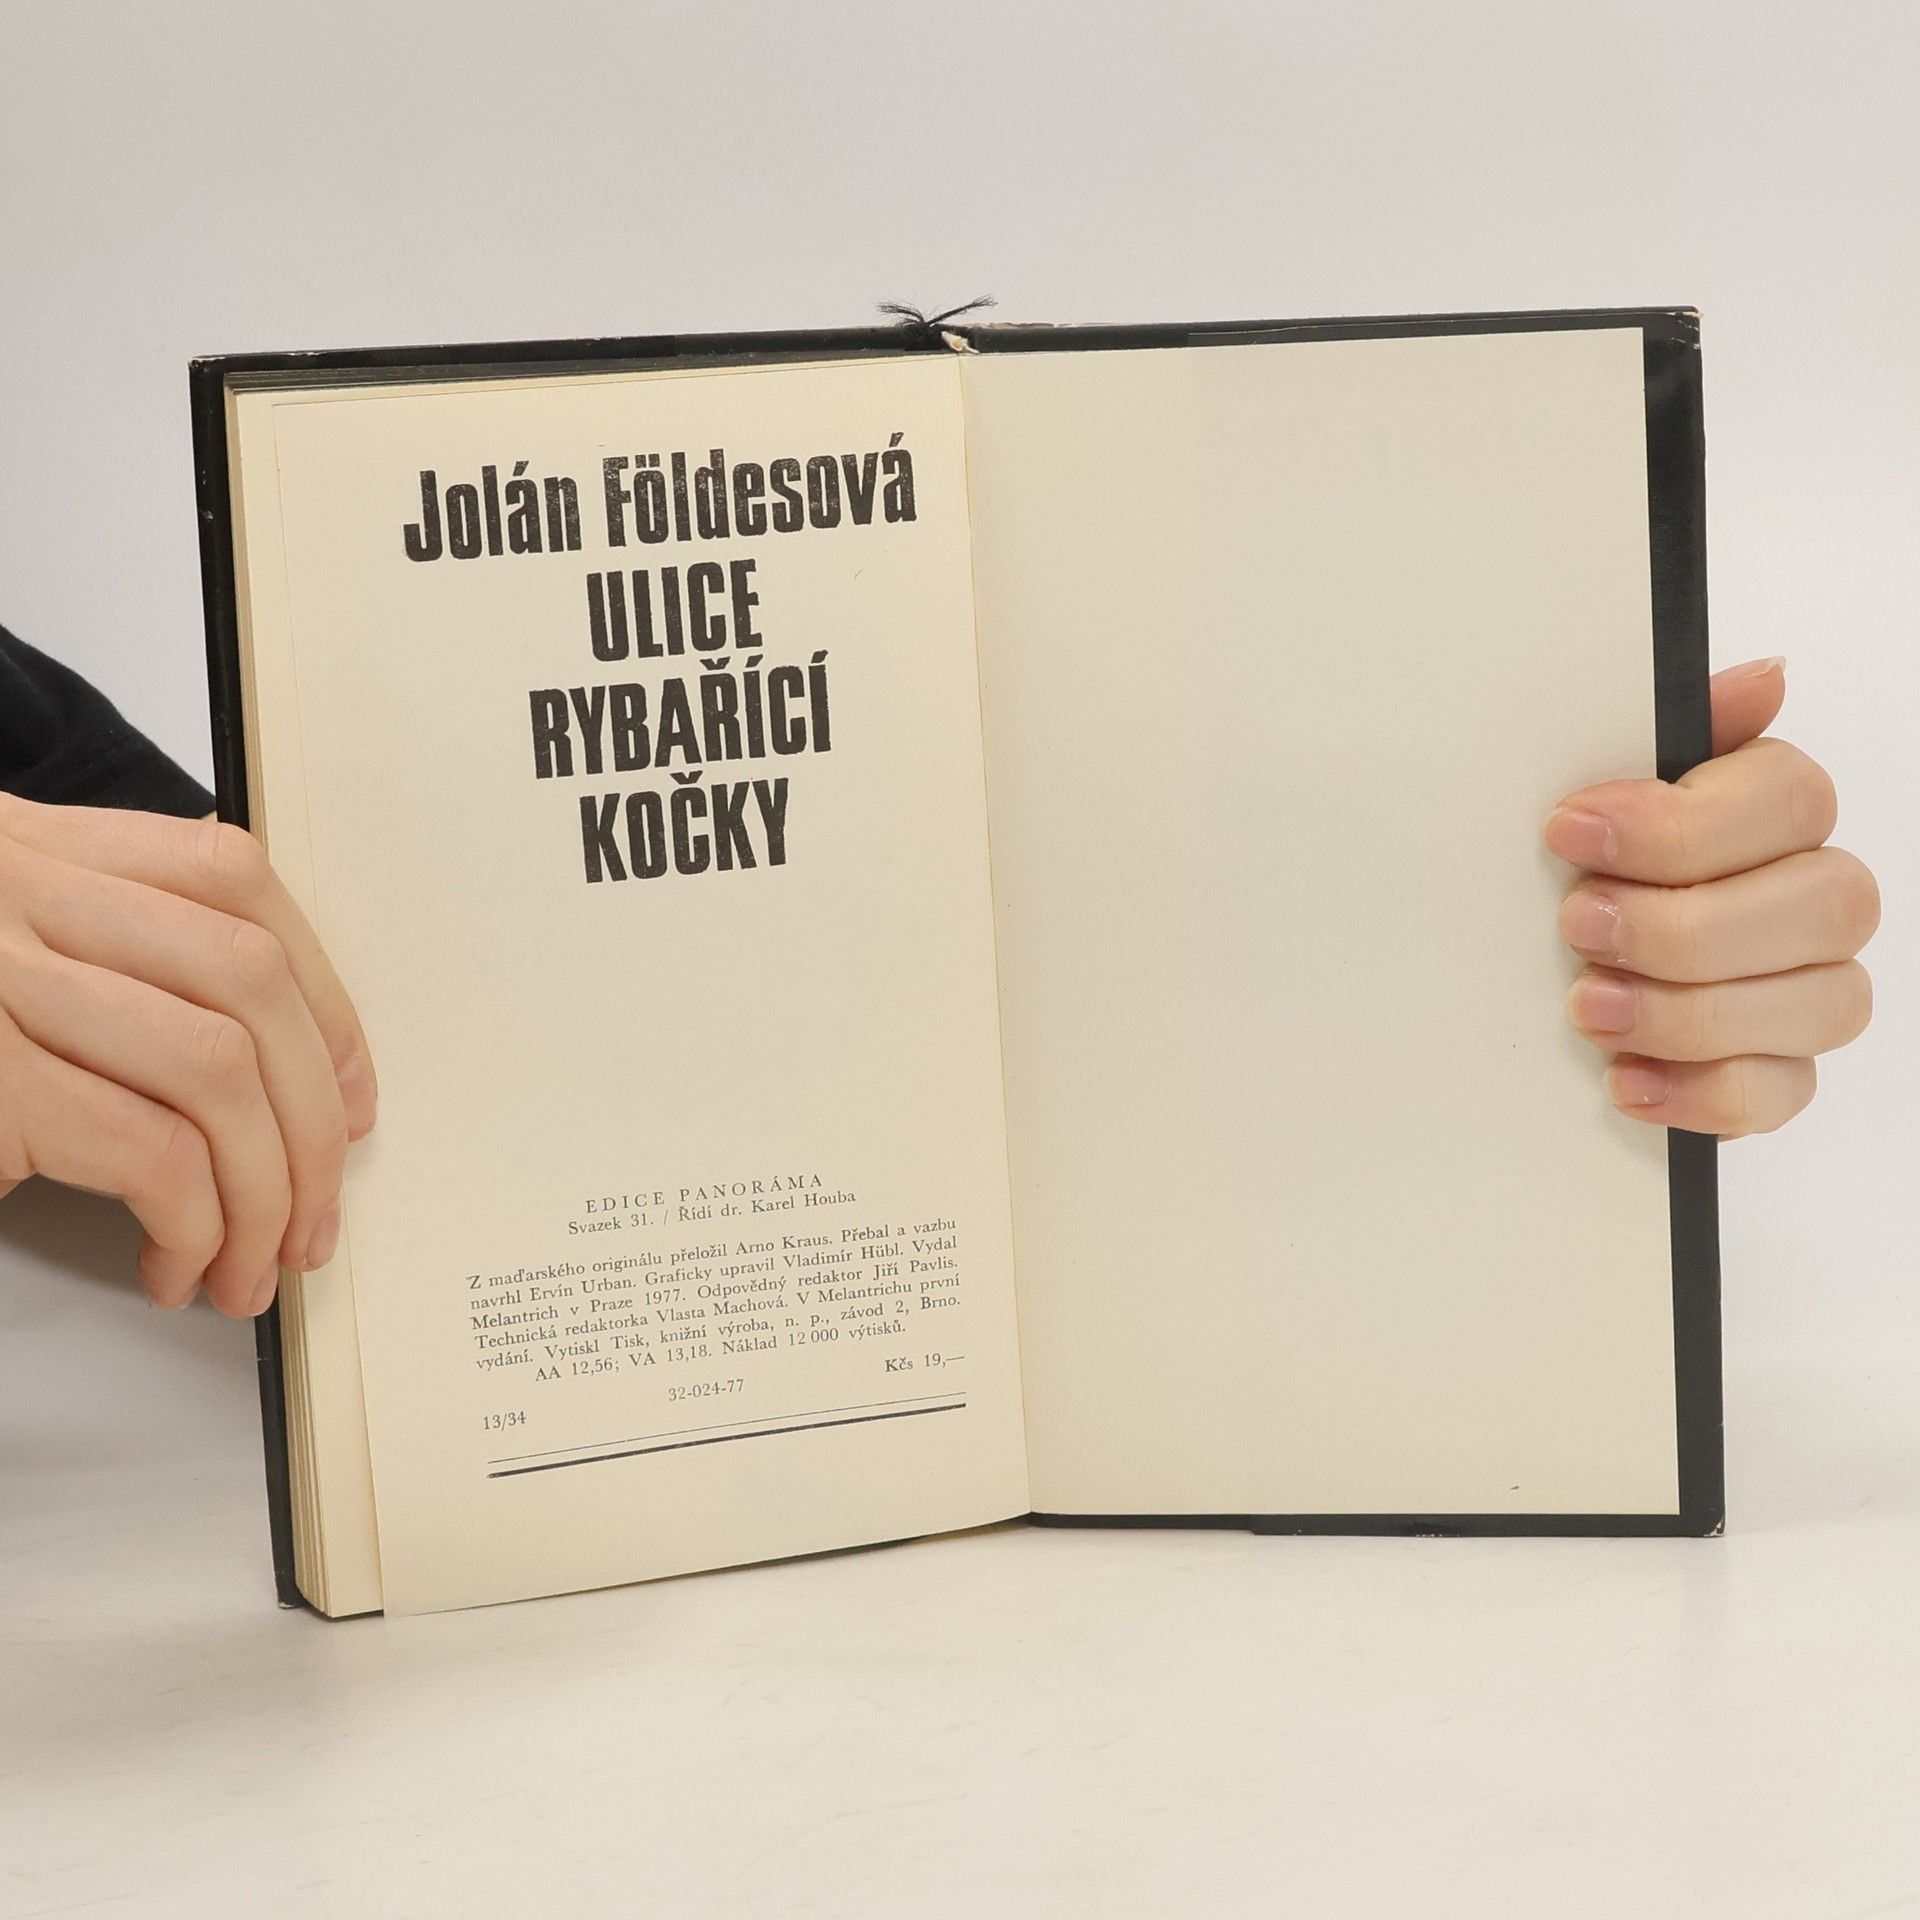 Jolán Földesová
ULICE
RYBAŘÍCÍ
KOČKY
EDICE PANORÁMA
Svazek 31. / Řídí dr. Karel Houba
Z maďarského originálu přeložil Arno Kraus. Přebal a vazbu
navrhl Ervín Urban. Graficky upravil Vladimír Hübl. Vydal
Melantrich v Praze 1977. Odpovědný redaktor Jiří Pavlis.
Technická redaktorka Vlasta Machová. V Melantrichu první
vydání. Vytiskl Tisk, knižní výroba, n. p., závod 2, Brno.
AA 12,56; VA 13,18. Náklad 12 000 výtisků.
Kčs 19,—
32-024-77
13/34